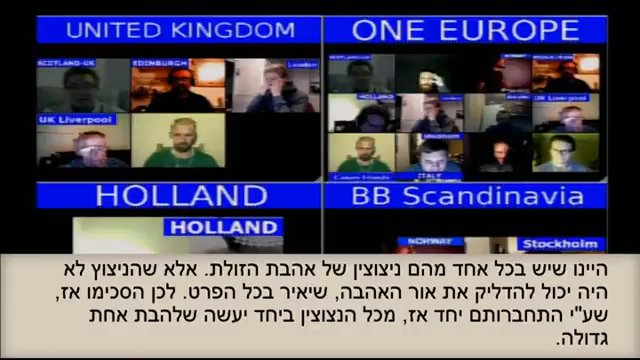 UNITED KINGDOM
ONE EUROPE
SCOTLAND-UK
EDINBURGH
London
UK Liverpool
HOLLAND
UK Liverpool
ITALY
HOLLAND
BB Scandinavia
HOLLAND
NORWAY
Stockholm
היינו שיש בכל אחד מהם ניצוצין של אהבת הזולת. אלא שהניצוץ לא
היה יכול להדליק את אור האהבה, שיאיר בכל הפרט. לכן הסכימו אז,
שע"י התחברותם יחד אז, מכל הנצוצין ביחד יעשה שלהבת אחת
גדולה.